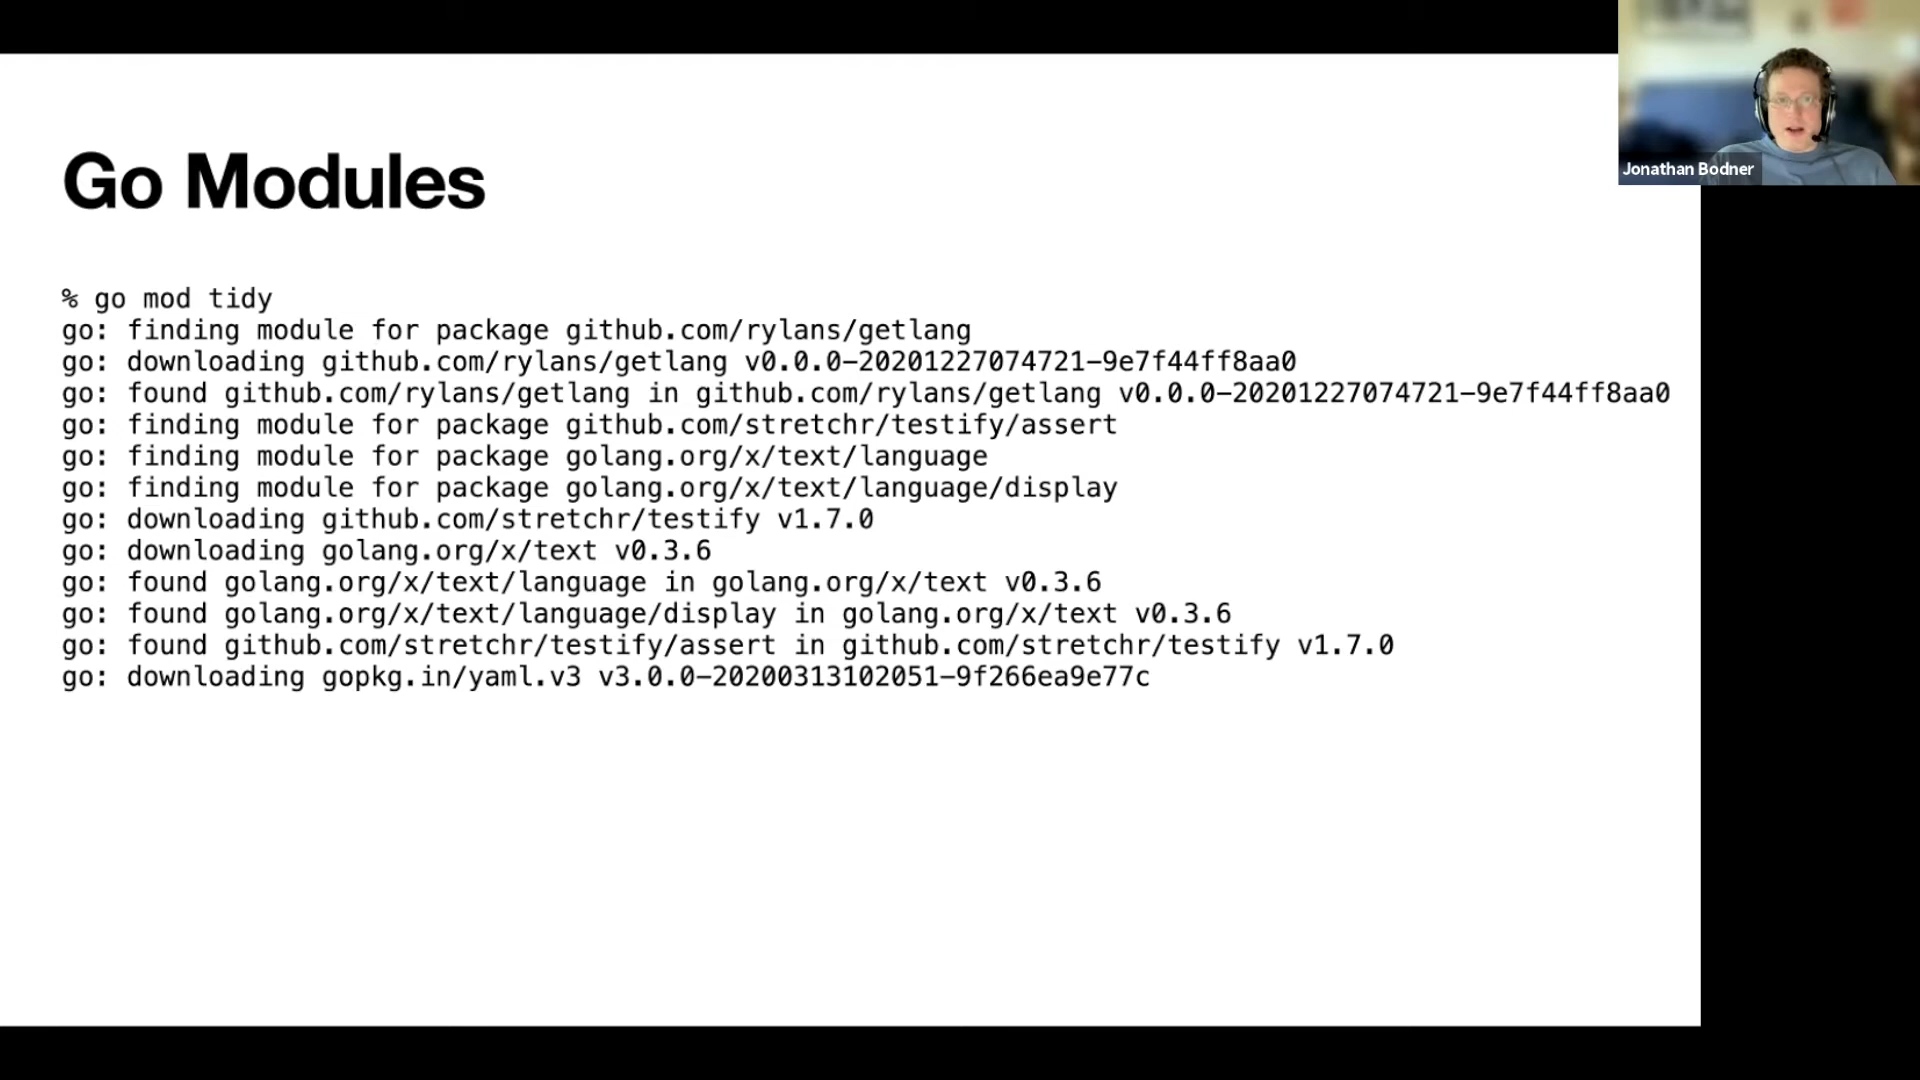 Go Modules
% go mod tidy
go: finding module for package github.com/rylans/getlang
go: downloading github.com/rylans/getlang v0.0.0-20201227074721-9e7f44ff8aa0
go: found github.com/rylans/getlang in github.com/rylans/getlang v0.0.0-20201227074721-9e7f44ff8aa0
go: finding module for package github.com/stretchr/testify/assert
go: finding module for package golang.org/x/text/language
go: finding module for package golang.org/x/text/language/display
go: downloading github.com/stretchr/testify v1.7.0
go: downloading golang.org/x/text v0.3.6
go: found golang.org/x/text/language in golang.org/x/text v0.3.6
go: found golang.org/x/text/language/display in golang.org/x/text v0.3.6
go: found github.com/stretchr/testify/assert in github.com/stretchr/testify v1.7.0
go: downloading gopkg.in/yaml.v3 v3.0.0-20200313102051-9f266ea9e77c
Jonathan Bodner